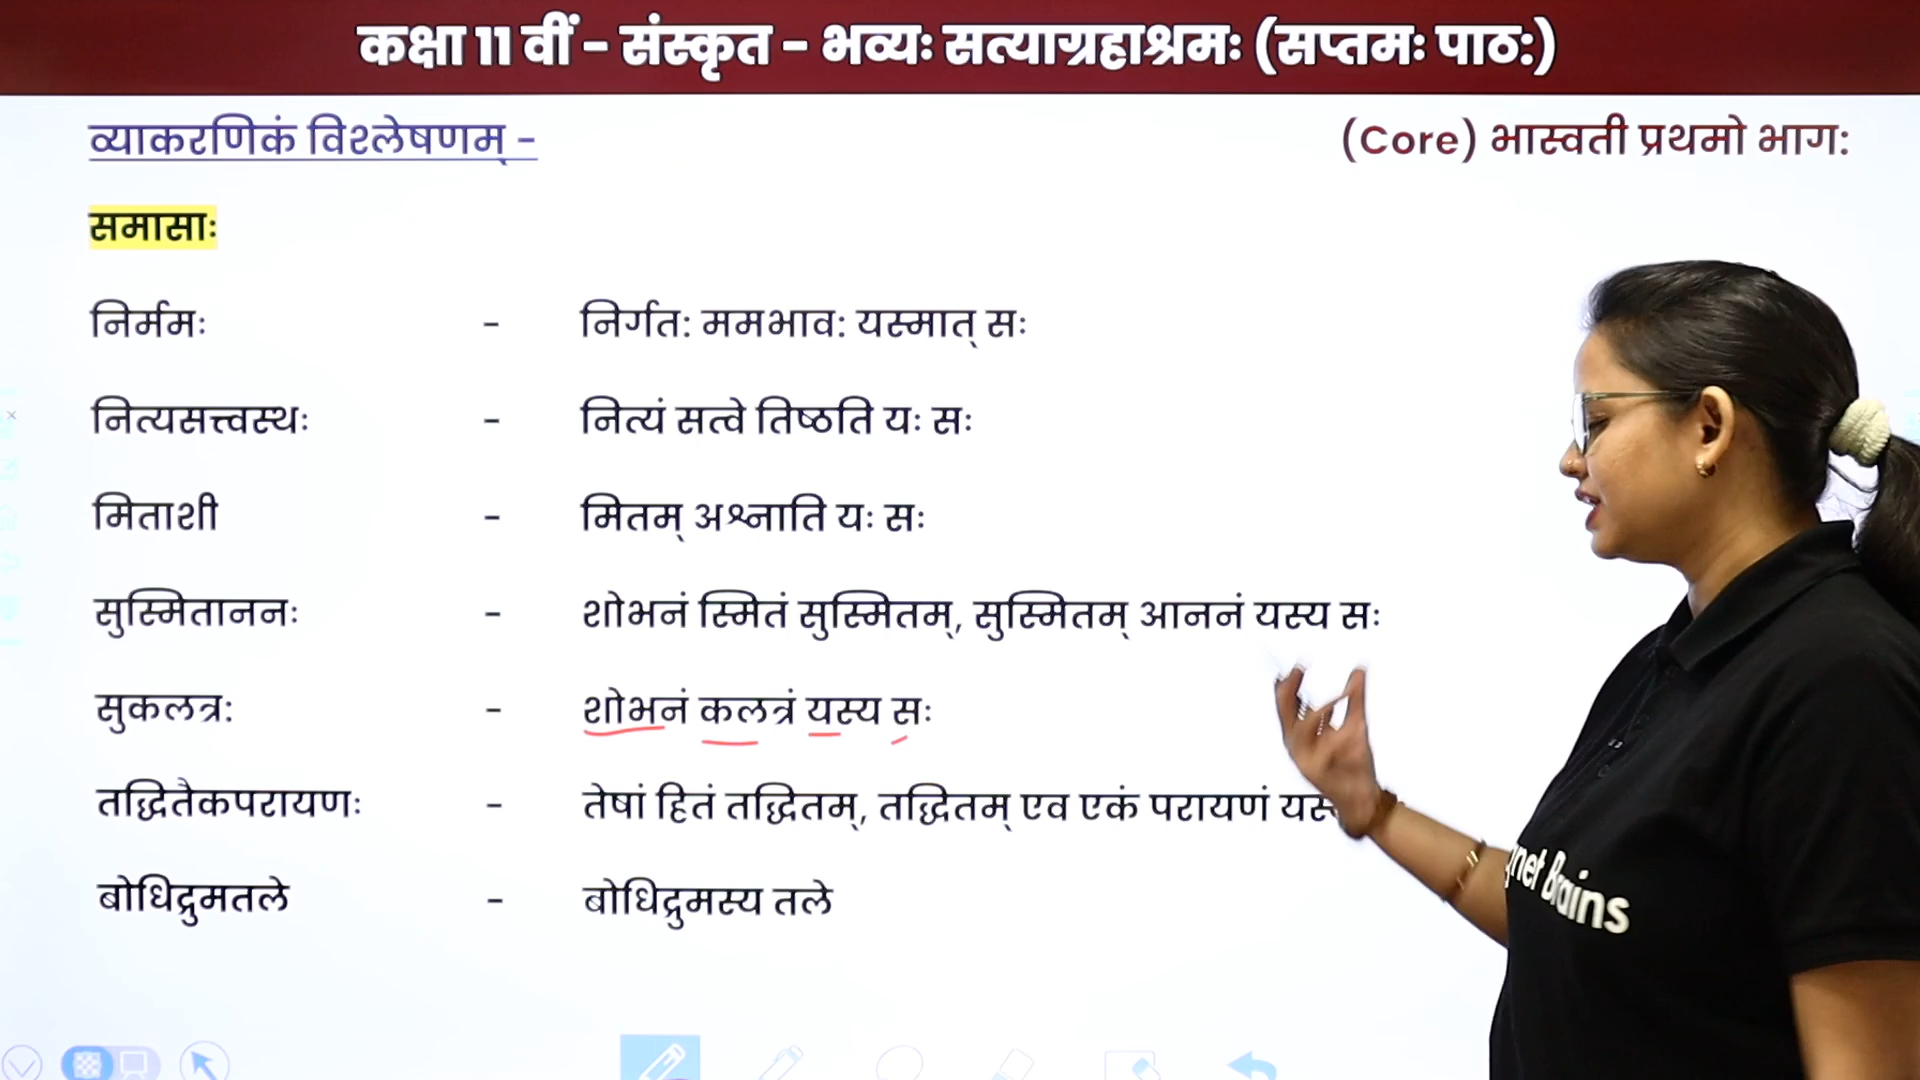 कक्षा 11 वीं - संस्कृत - भव्यः सत्याग्रहाश्रमः (सप्तमः पाठ:)
व्याकरणिकं विश्लेषणम् -
(Core) भास्वती प्रथमो भाग:
समासाः
निर्ममः - निर्गत: ममभाव: यस्मात् सः
नित्यसत्त्वस्थः - नित्यं सत्वे तिष्ठति यः सः
मिताशी - मितम् अश्नाति यः सः
सुस्मिताननः - शोभनं स्मितं सुस्मितम्, सुस्मितम् आननं यस्य सः
सुकलत्र: - शोभनं कलत्रं यस्य सः
तद्धितैकपरायणः - तेषां हितं तद्धितम्, तद्धितम् एव एकं परायणं
बोधिद्रुमतले - बोधिद्रुमस्य तले
Brains